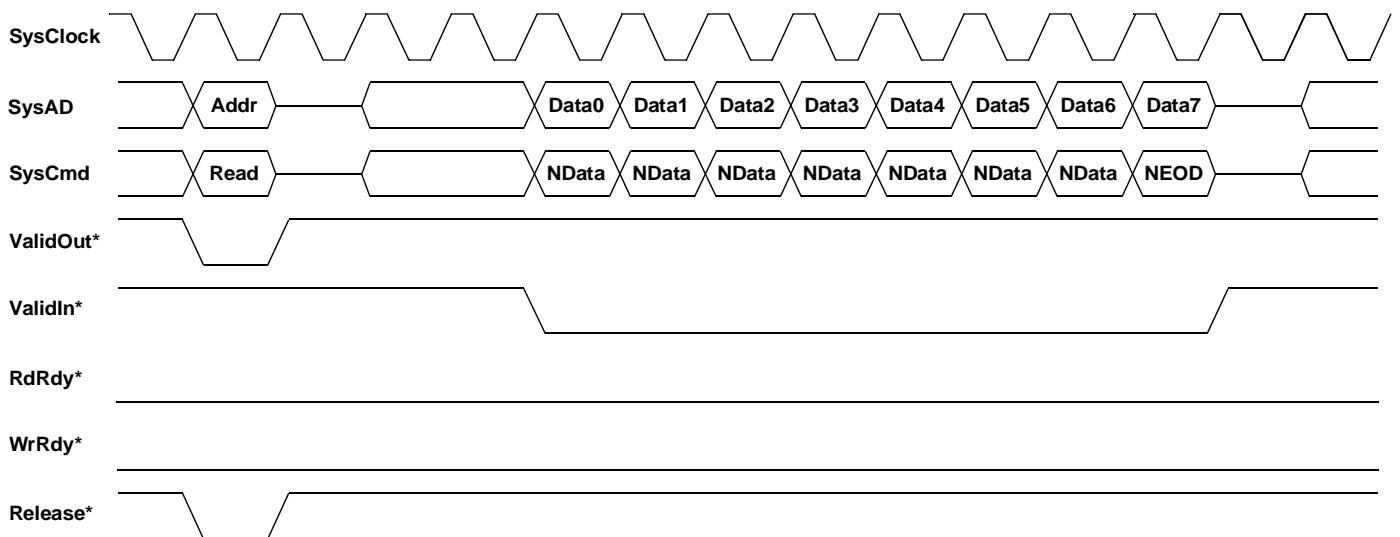 SysClock
SysAD Addr Data0 Data1 Data2 Data3 Data4 Data5 Data6 Data7
SysCmd Read NData NData NData NData NData NData NData NEOD
ValidOut*
ValidIn*
RdRdy*
WrRdy*
Release*